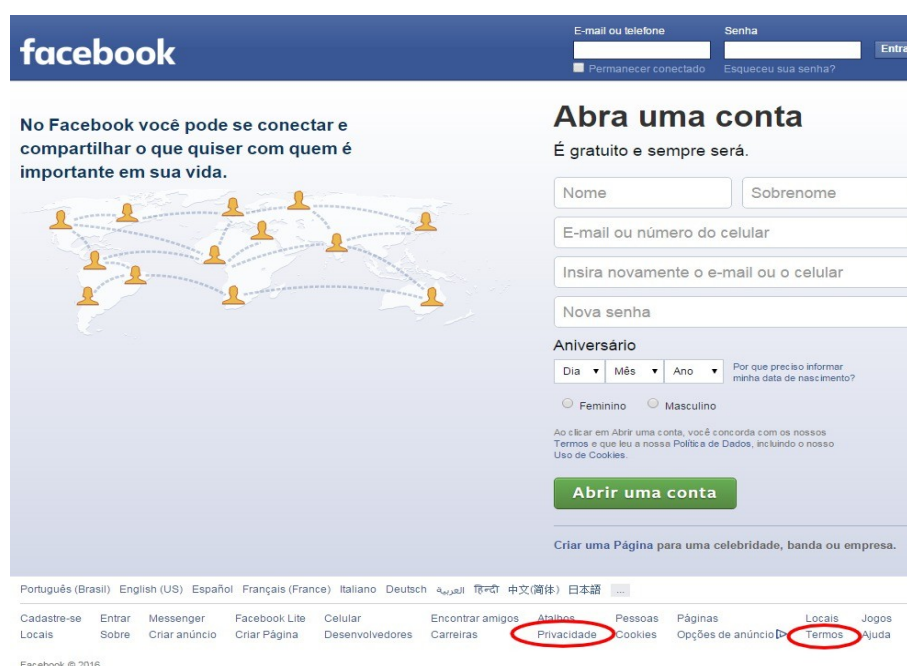 facebook
E-mail ou telefone
Senha
Entra
Permanecer conectado
Esqueceu sua senha?
No Facebook você pode se conectar e
compartilhar o que quiser com quem é
importante em sua vida.
Abra uma conta
É gratuito e sempre será.
Nome
Sobrenome
E-mail ou número do celular
Insira novamente o e-mail ou o celular
Nova senha
Aniversário
Dia
Mês
Ano
Por que preciso informar
minha data de nascimento?
Feminino
Masculino
Ao clicar em Abrir uma conta, você concorda com os nossos
Termos e que leu a nossa Política de Dados, incluindo o nosso
Uso de Cookies.
Abrir uma conta
Criar uma Página para uma celebridade, banda ou empresa.
Português (Brasil) English (US) Español Français (France) Italiano Deutsch العربية हिन्दी 中文(简体) 日本語 ...
Cadastre-se Entrar Messenger Facebook Lite Celular Encontrar amigos Atalhos Pessoas Páginas Locais Jogos
Locais Sobre Criar anúncio Criar Página Desenvolvedores Carreiras Privacidade Cookies Opções de anúncio Termos Ajuda
Facebook © 2016